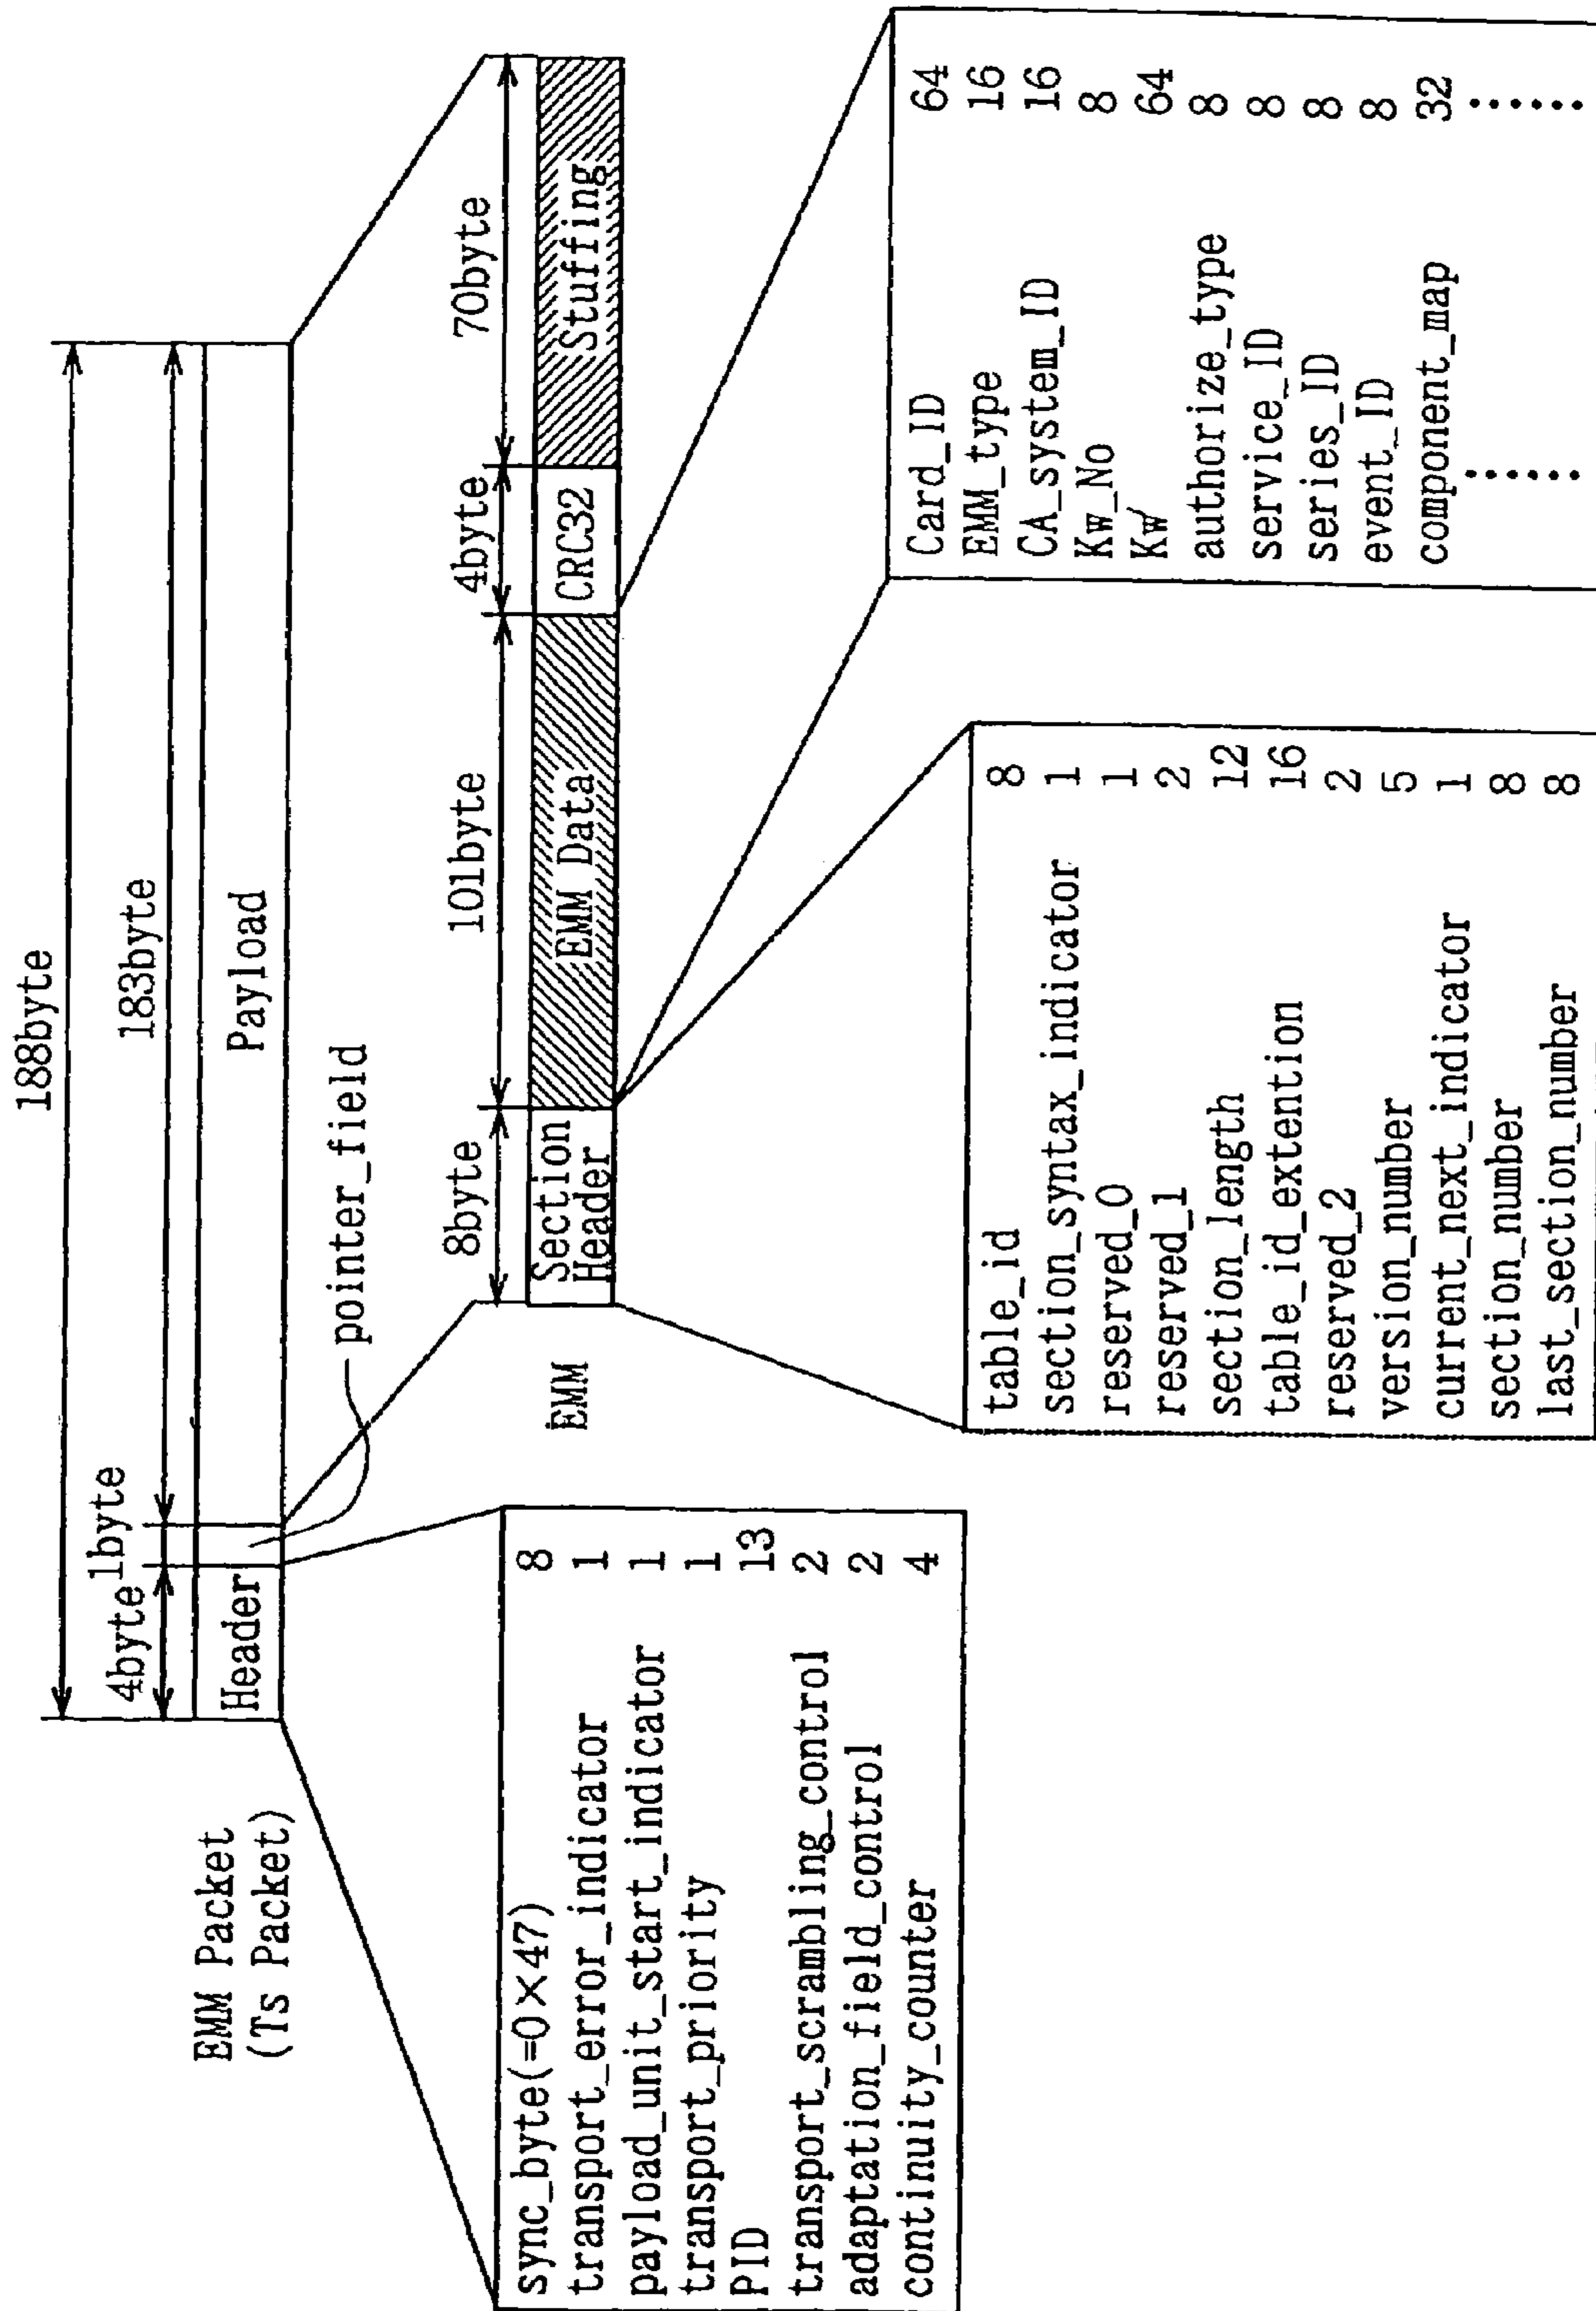 188byte
4byte
1byte
183byte
EMM Packet
(Ts Packet)
Header
Payload
pointer_field
8byte
101byte
4byte
70byte
EMM
Section
Header
EMM Data
CRC32
Stuffing
sync_byte(=0×47) 8
transport_error_indicator 1
payload_unit_start_indicator 1
transport_priority 1
PID 13
transport_scrambling_control 2
adaptation_field_control 2
continuity_counter 4
table_id 8
section_syntax_indicator 1
reserved_0 1
reserved_1 2
section_length 12
table_id_extention 16
reserved_2 2
version_number 5
current_next_indicator 1
section_number 8
last_section_number 8
Card_ID 64
EMM_type 16
CA_system_ID 16
Kw_No 8
Kw 64
authorize_type 8
service_ID 8
series_ID 8
event_ID 8
component_map 32
...... ......